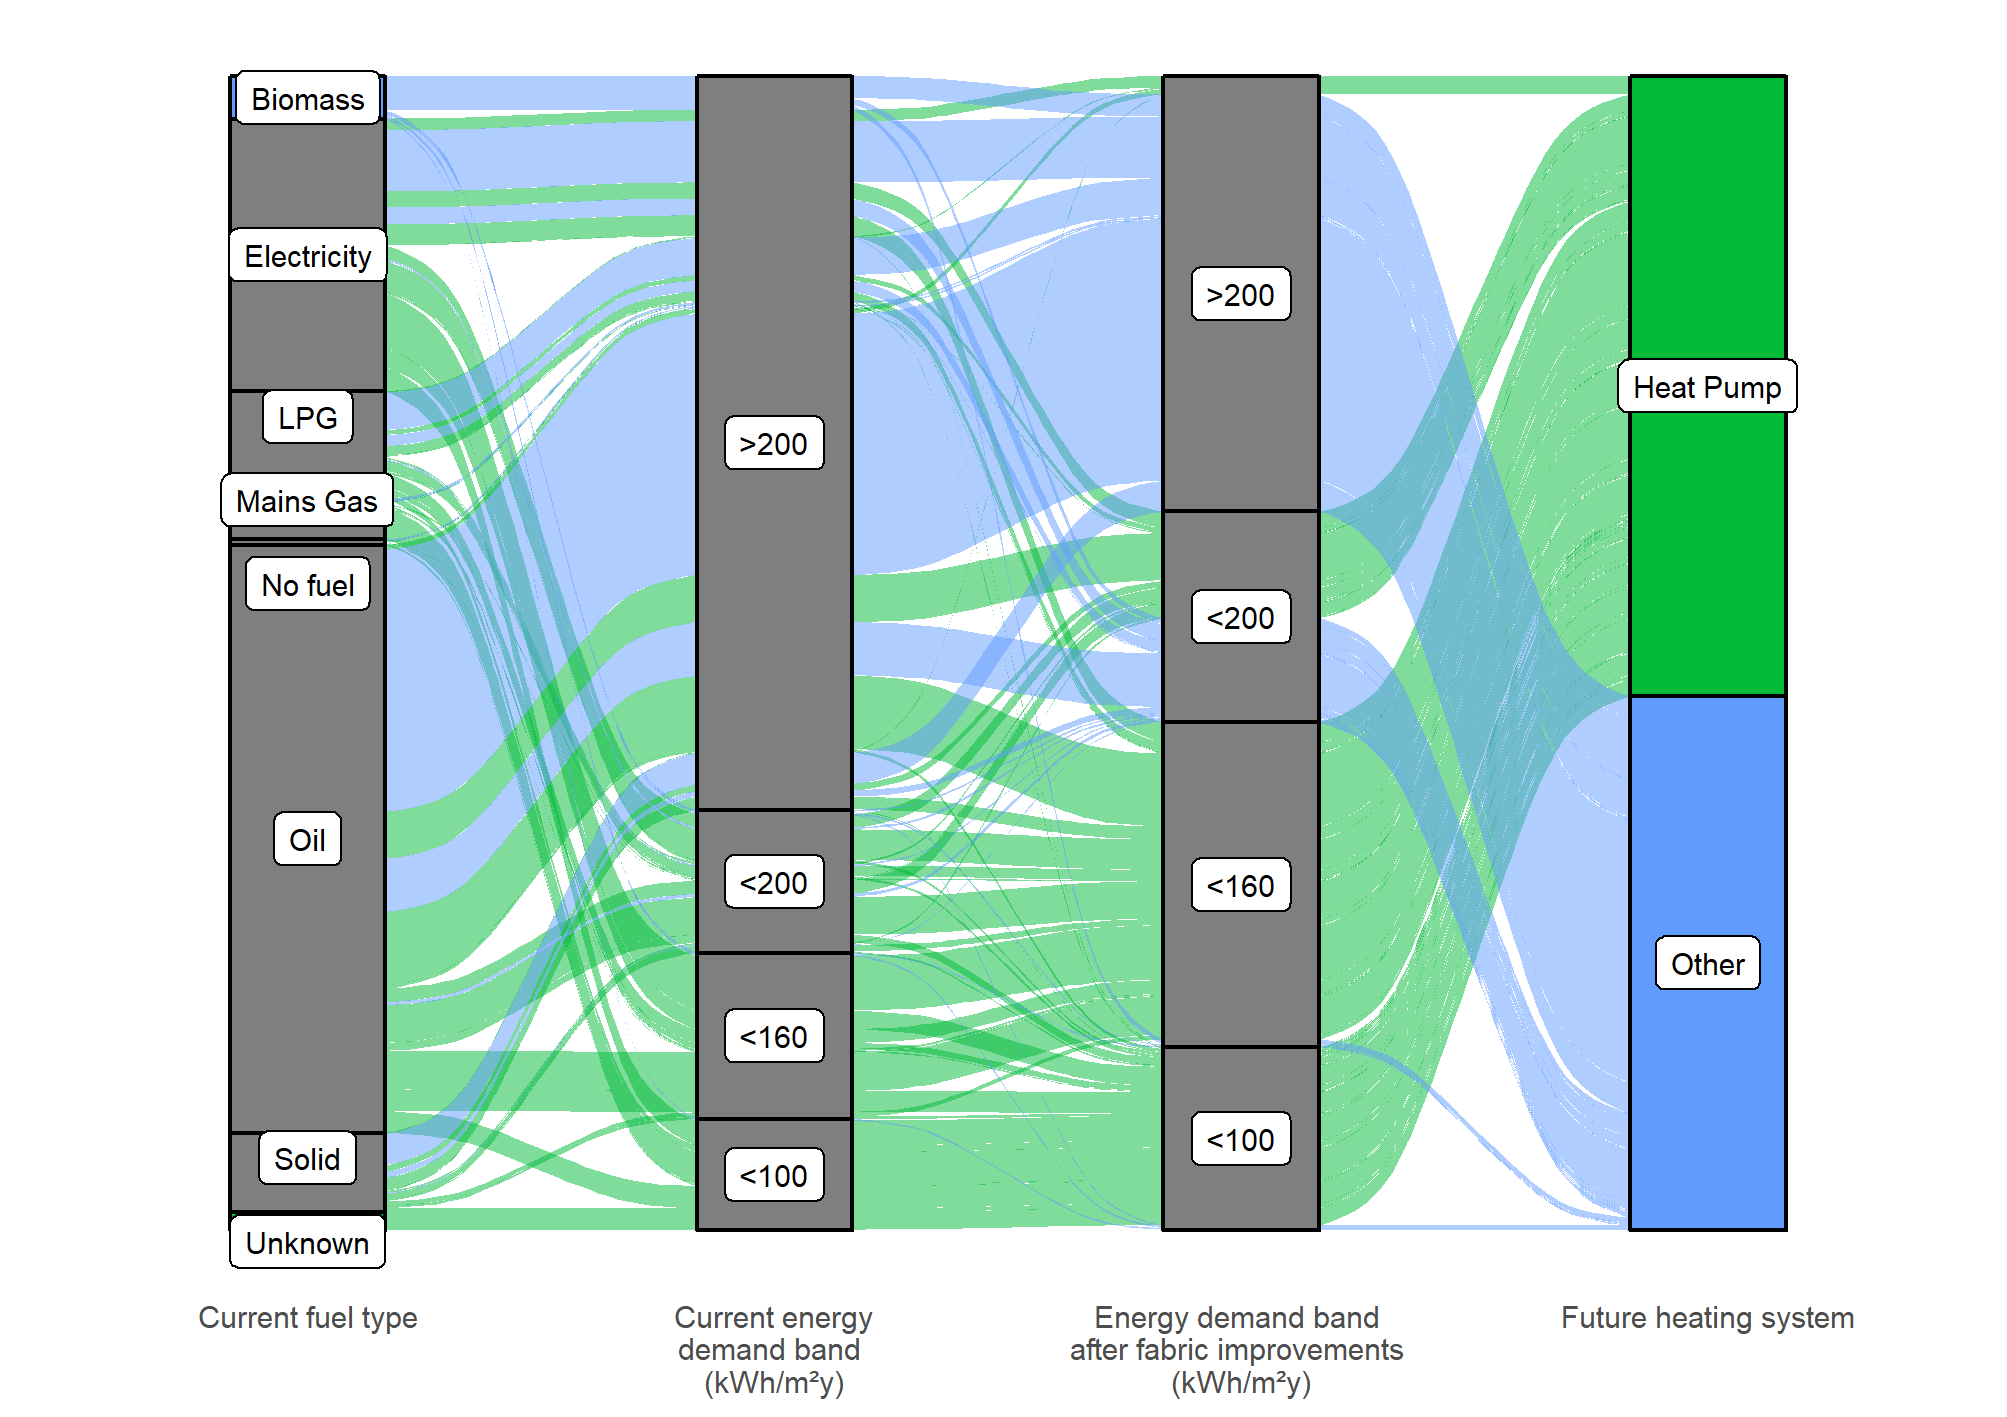 Biomass
Electricity
LPG
Mains Gas
No fuel
Oil
Solid
Unknown
>200
<200
<160
<100
>200
<200
<160
<100
Heat Pump
Other
Current fuel type
Current energy
demand band
(kWh/m²y)
Energy demand band
after fabric improvements
(kWh/m²y)
Future heating system